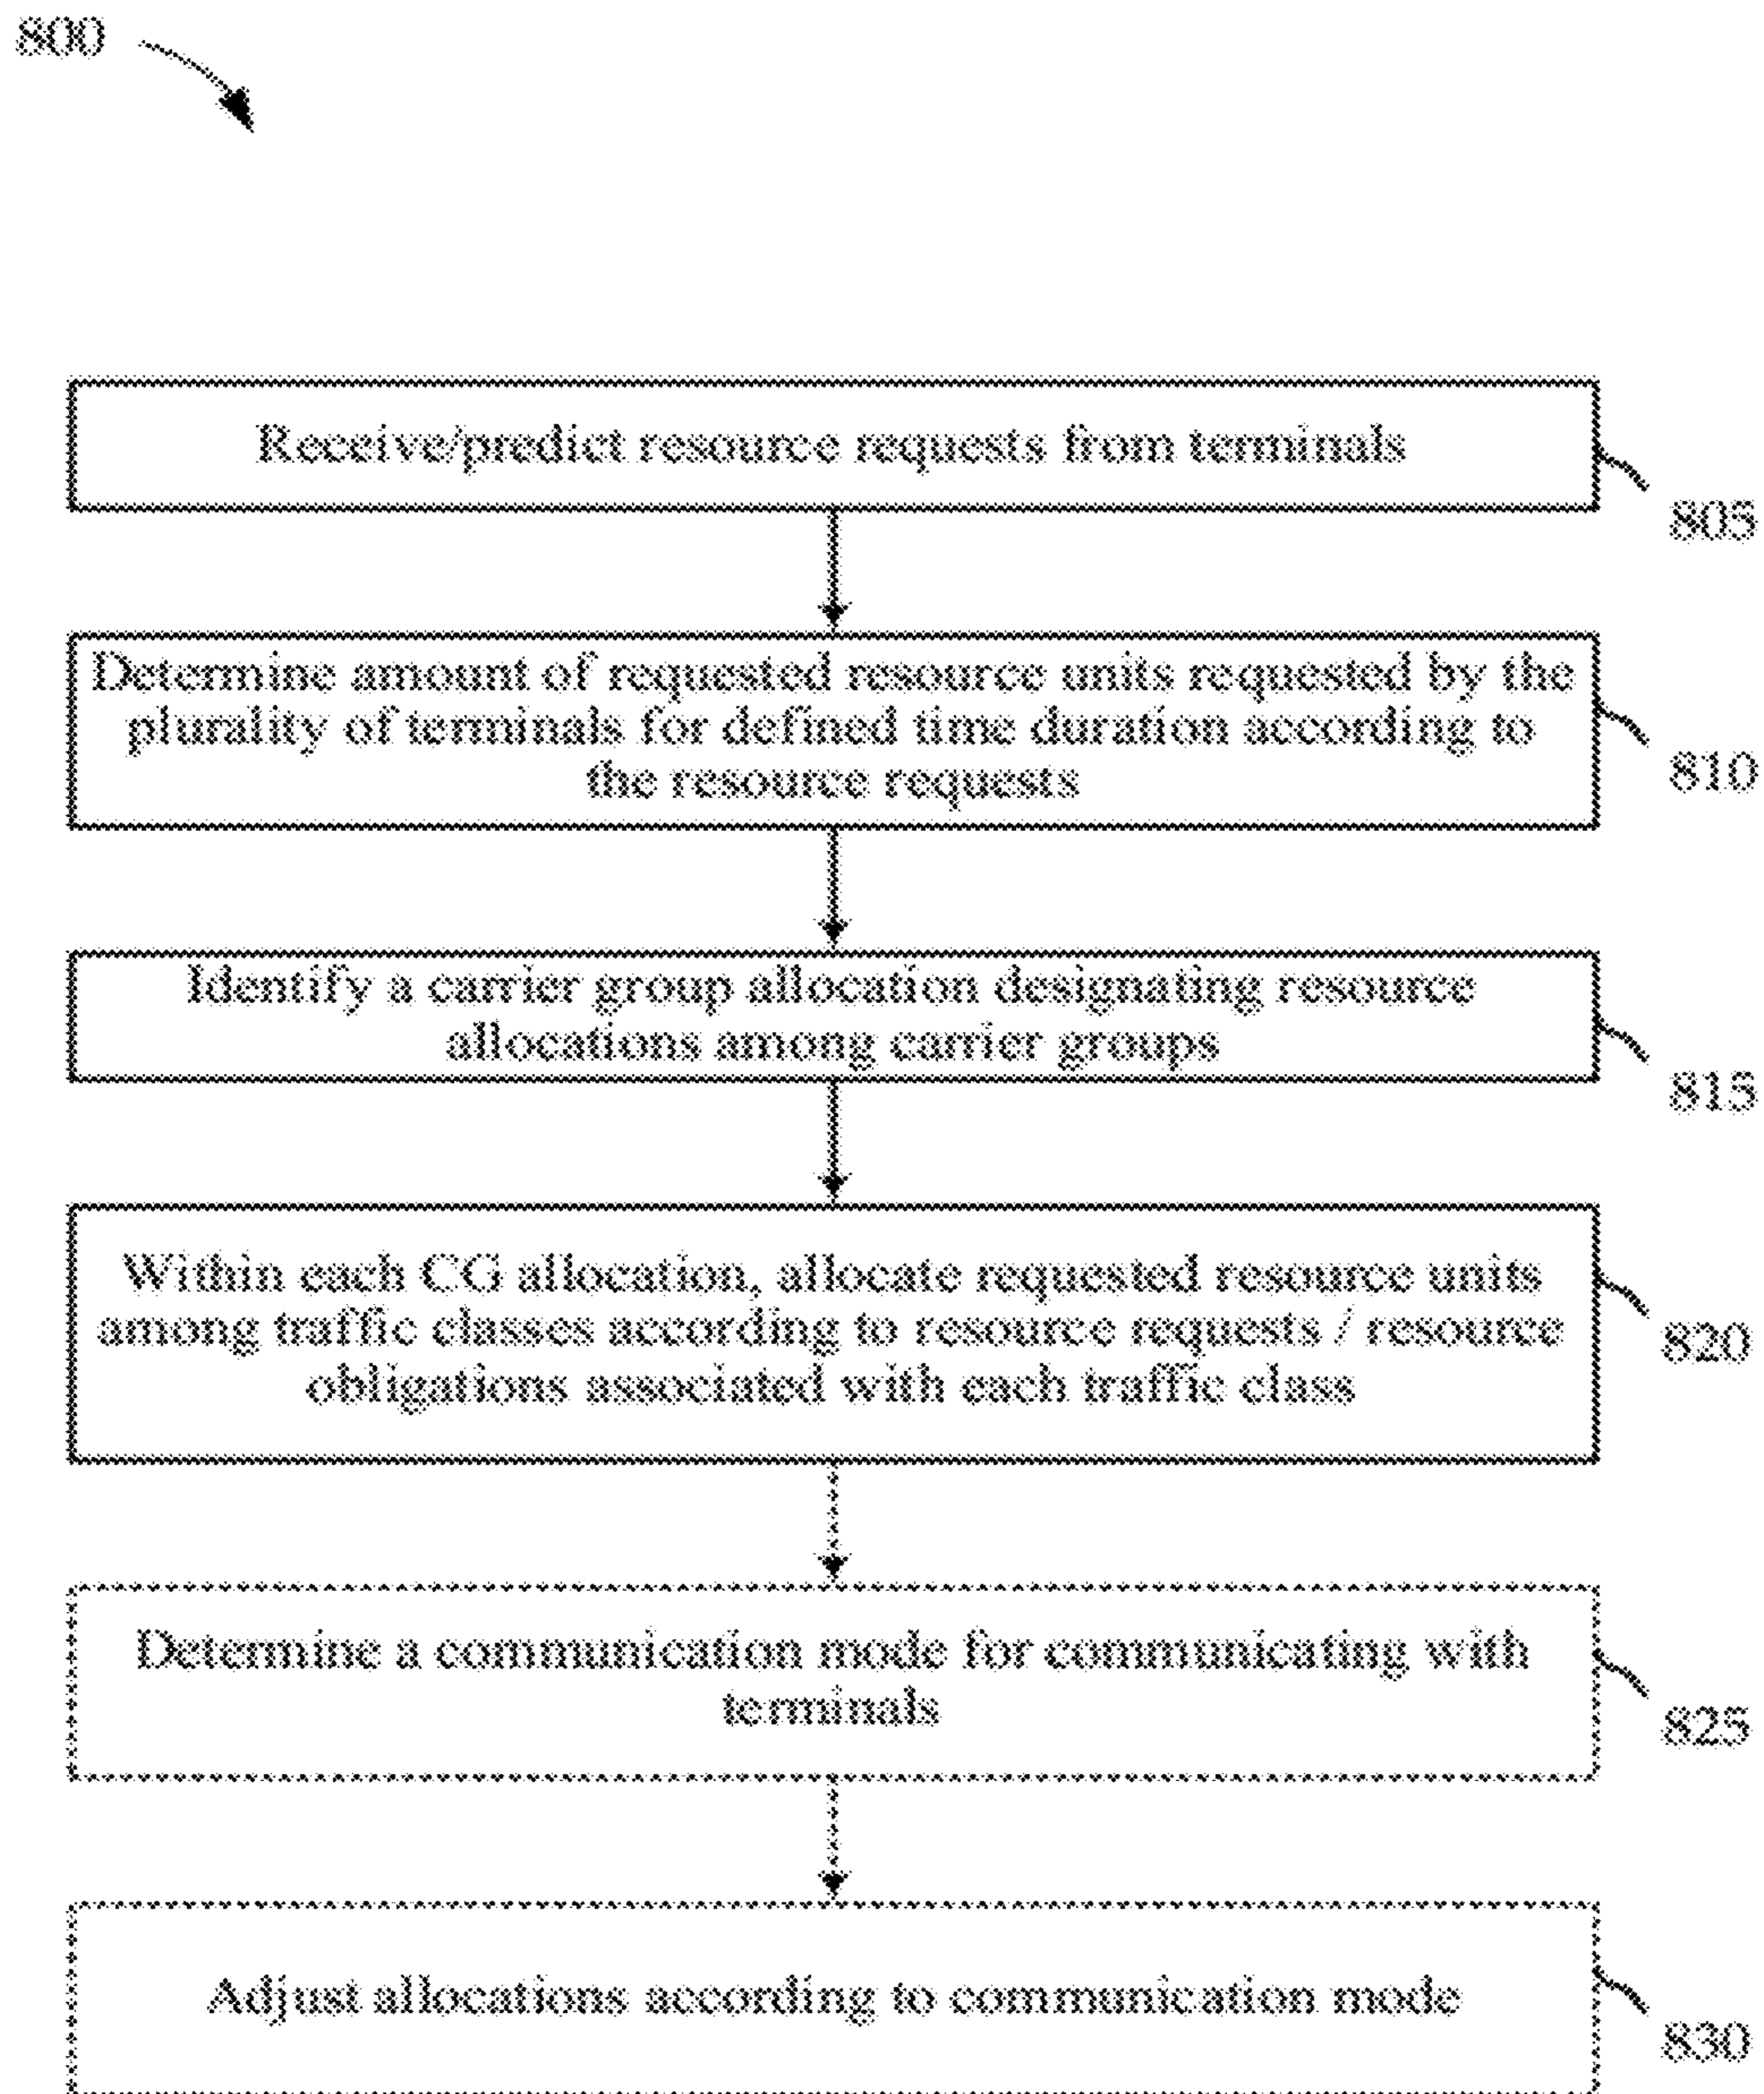 800
Receive/predict resource requests from terminals
805
Determine amount of requested resource units requested by the
plurality of terminals for defined time duration according to
the resource requests
810
Identify a carrier group allocation designating resource
allocations among carrier groups
815
Within each CG allocation, allocate requested resource units
among traffic classes according to resource requests / resource
obligations associated with each traffic class
820
Determine a communication mode for communicating with
terminals
825
Adjust allocations according to communication mode
830